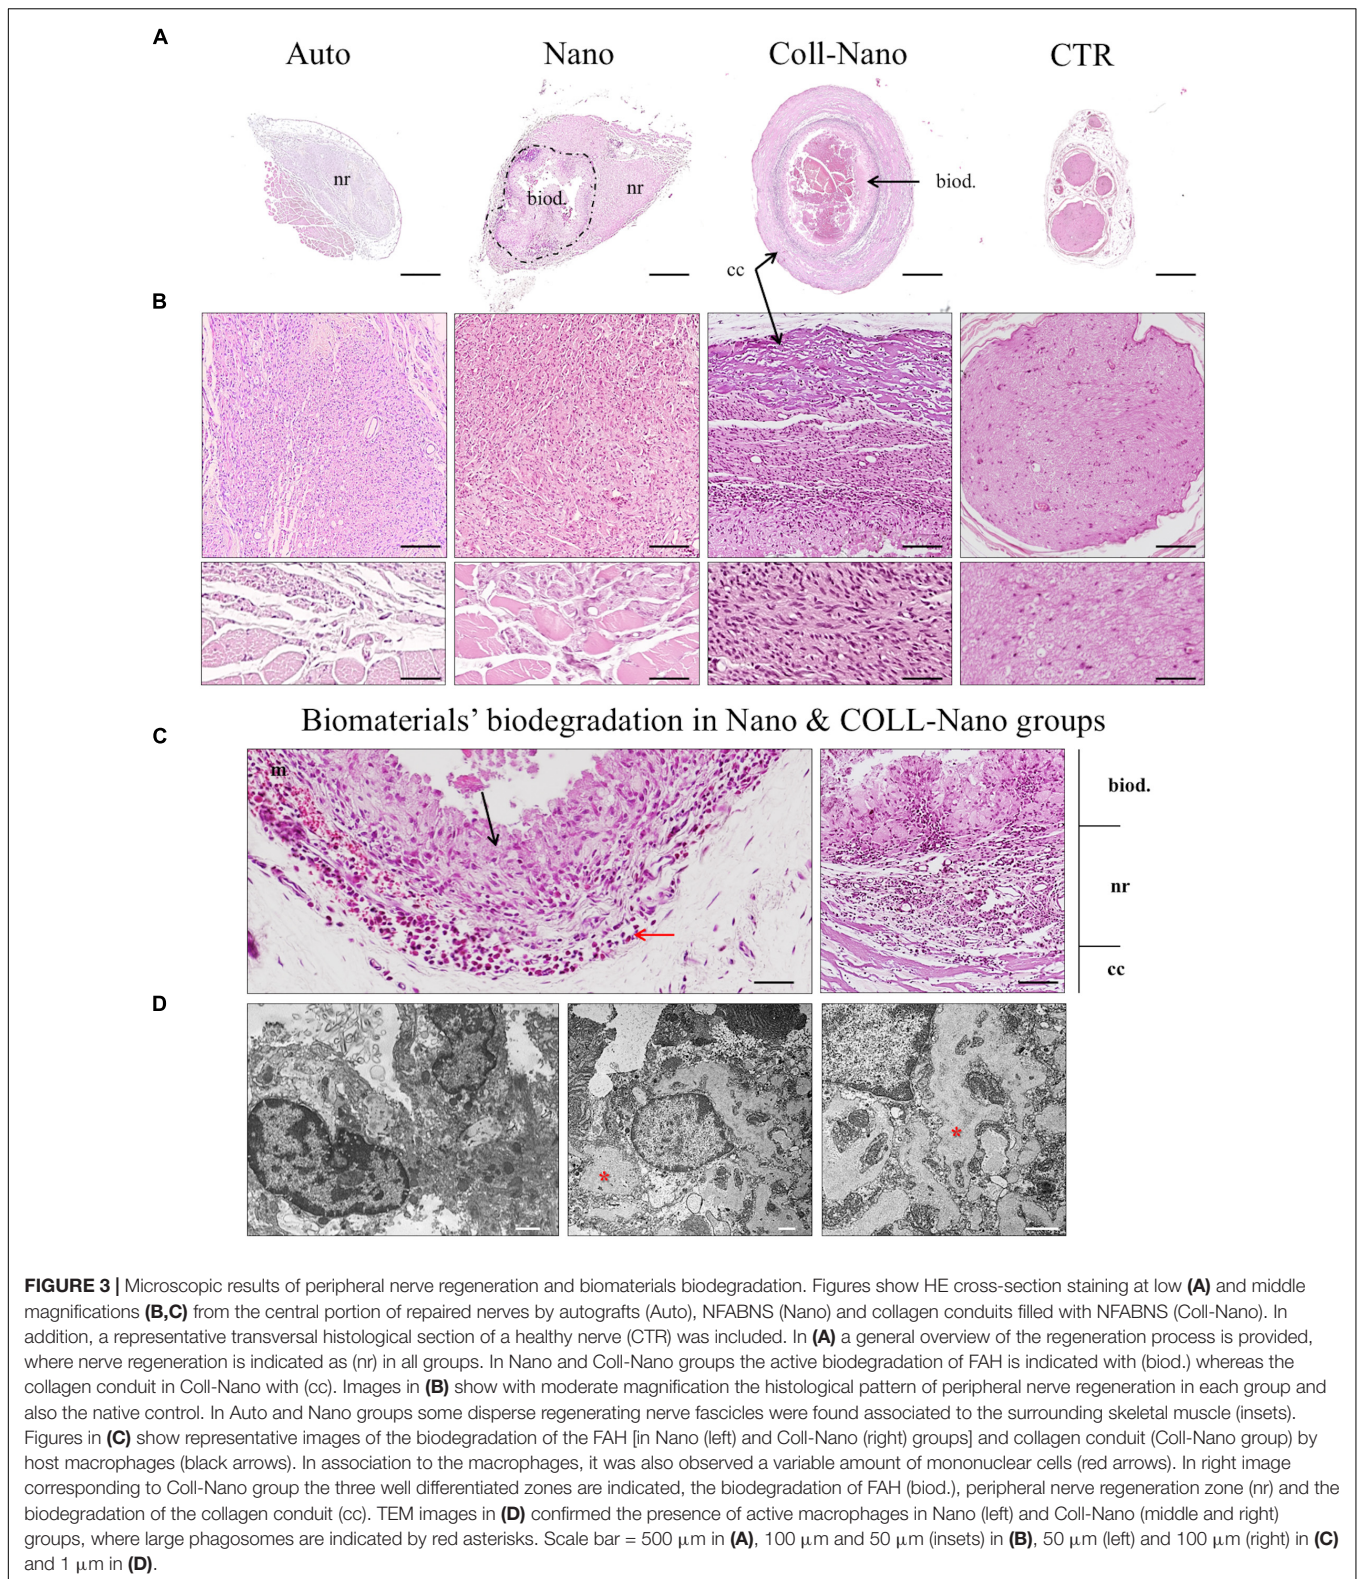 A
Auto Nano Coll-Nano CTR
nr
biod.
nr
biod.
cc
B
Biomaterials’ biodegradation in Nano & COLL-Nano groups
C
m
biod.
nr
cc
D
*
*
FIGURE 3 | Microscopic results of peripheral nerve regeneration and biomaterials biodegradation. Figures show HE cross-section staining at low (A) and middle
magnifications (B,C) from the central portion of repaired nerves by autografts (Auto), NFABNS (Nano) and collagen conduits filled with NFABNS (Coll-Nano). In
addition, a representative transversal histological section of a healthy nerve (CTR) was included. In (A) a general overview of the regeneration process is provided,
where nerve regeneration is indicated as (nr) in all groups. In Nano and Coll-Nano groups the active biodegradation of FAH is indicated with (biod.) whereas the
collagen conduit in Coll-Nano with (cc). Images in (B) show with moderate magnification the histological pattern of peripheral nerve regeneration in each group and
also the native control. In Auto and Nano groups some disperse regenerating nerve fascicles were found associated to the surrounding skeletal muscle (insets).
Figures in (C) show representative images of the biodegradation of the FAH [in Nano (left) and Coll-Nano (right) groups] and collagen conduit (Coll-Nano group) by
host macrophages (black arrows). In association to the macrophages, it was also observed a variable amount of mononuclear cells (red arrows). In right image
corresponding to Coll-Nano group the three well differentiated zones are indicated, the biodegradation of FAH (biod.), peripheral nerve regeneration zone (nr) and the
biodegradation of the collagen conduit (cc). TEM images in (D) confirmed the presence of active macrophages in Nano (left) and Coll-Nano (middle and right)
groups, where large phagosomes are indicated by red asterisks. Scale bar = 500 μm in (A), 100 μm and 50 μm (insets) in (B), 50 μm (left) and 100 μm (right) in (C)
and 1 μm in (D).